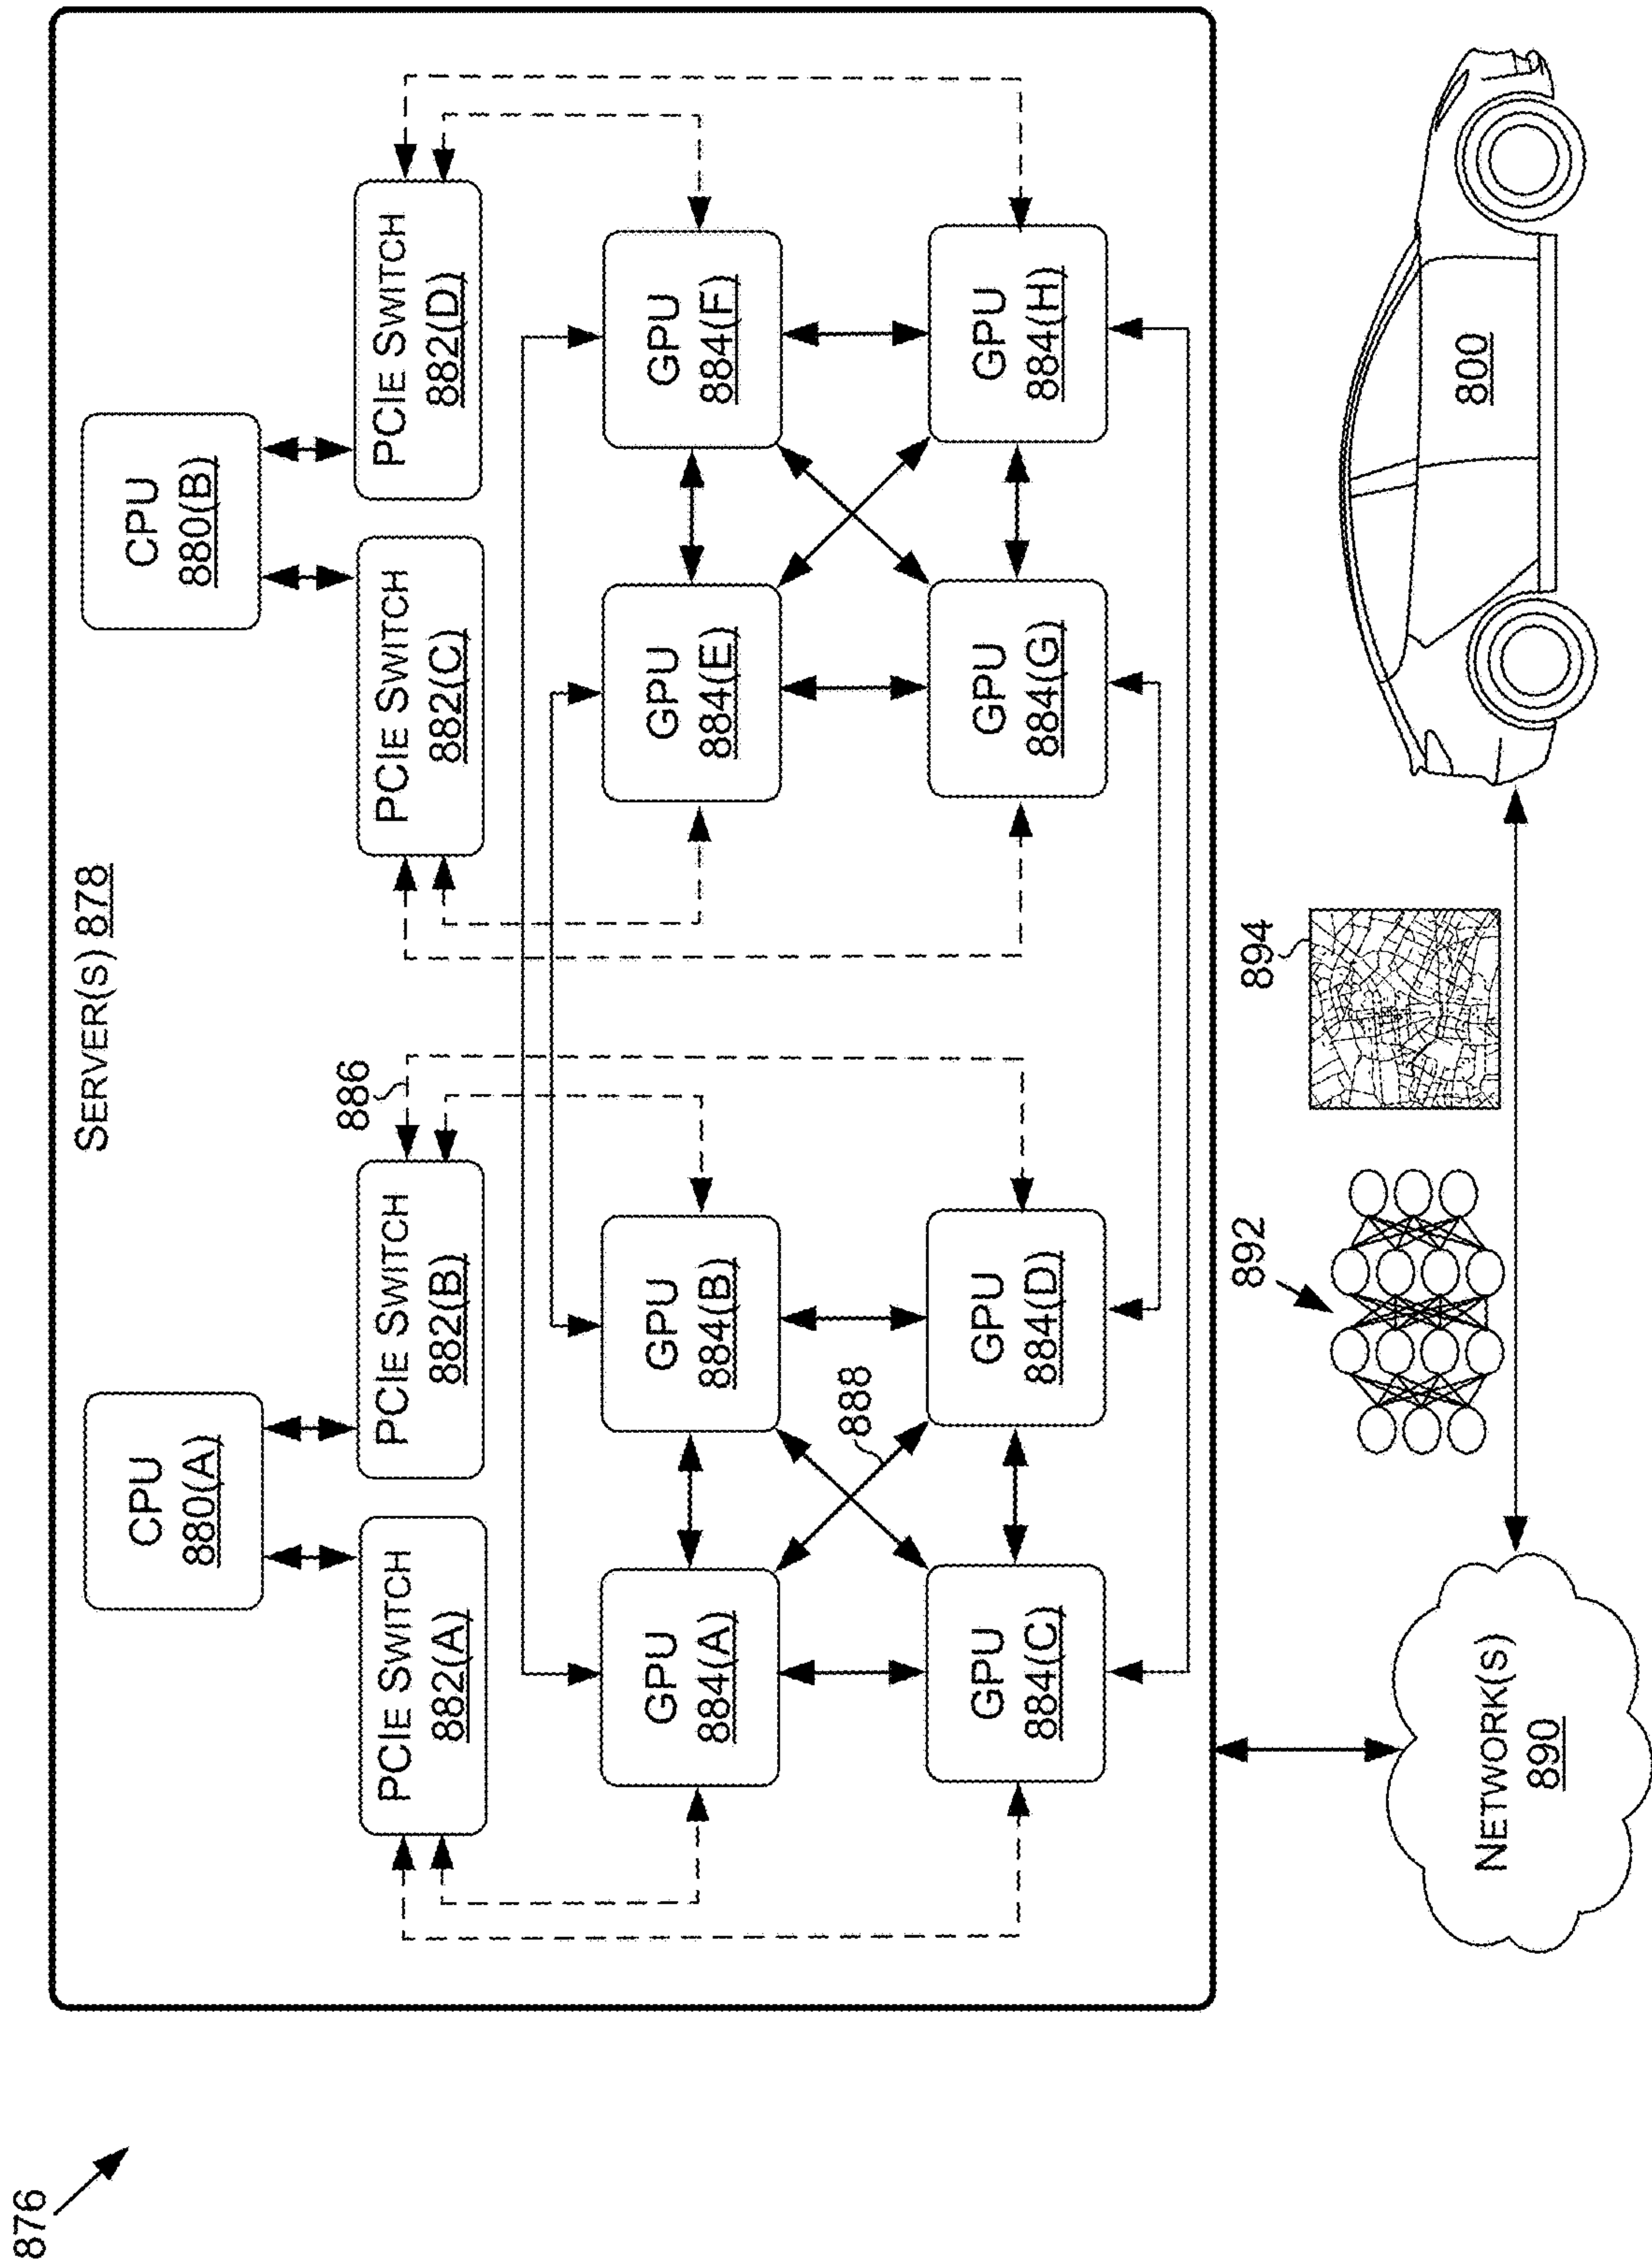 876
SERVER(S) 878
CPU
880(A)
CPU
880(B)
886
PCIE SWITCH
882(A)
PCIE SWITCH
882(B)
PCIE SWITCH
882(C)
PCIE SWITCH
882(D)
GPU
884(A)
GPU
884(B)
GPU
884(E)
GPU
884(F)
888
GPU
884(C)
GPU
884(D)
GPU
884(G)
GPU
884(H)
892
894
NETWORK(S)
890
800